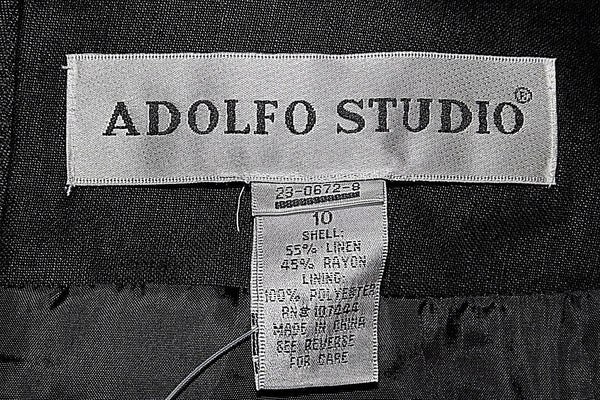 ADOLFO STUDIO®
23-0672-8
10
SHELL:
55% LINEN
45% RAYON
LINING:
100% POLYESTER
RN# 107444
MADE IN CHINA
SEE REVERSE
FOR CARE